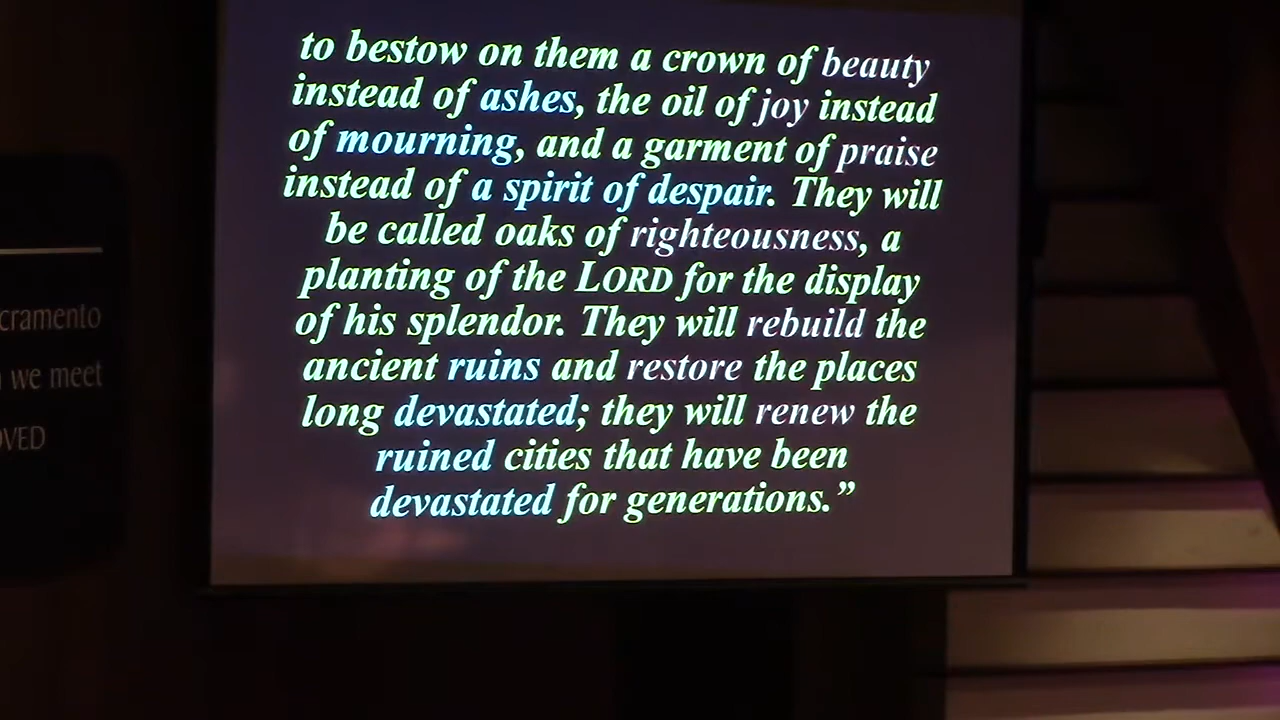 to bestow on them a crown of beauty
instead of ashes, the oil of joy instead
of mourning, and a garment of praise
instead of a spirit of despair. They will
be called oaks of righteousness, a
planting of the LORD for the display
of his splendor. They will rebuild the
ancient ruins and restore the places
long devastated; they will renew the
ruined cities that have been
devastated for generations.”
we meet